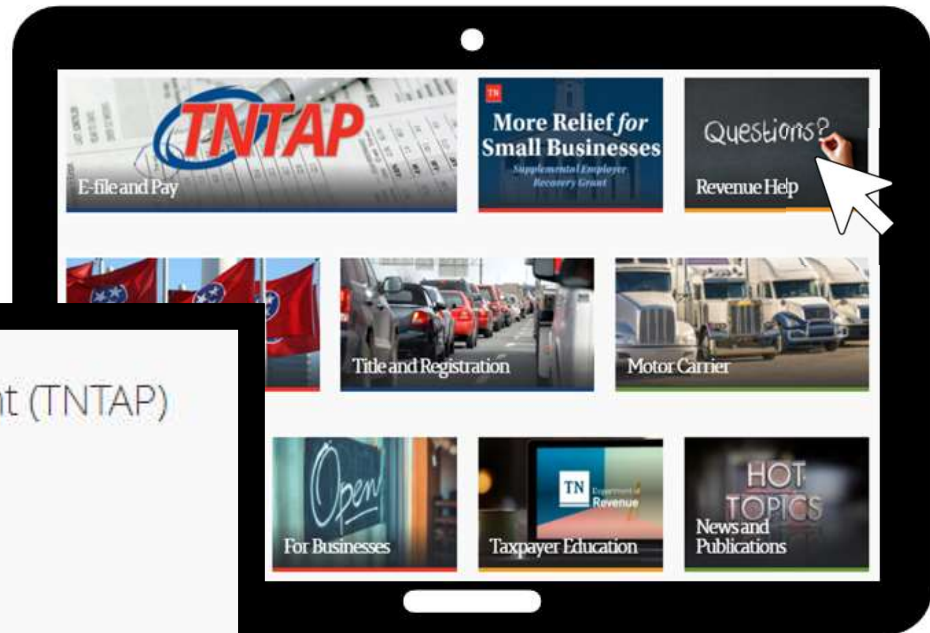 TNTAP
E-file and Pay
TN
More Relief for
Small Businesses
Supplemental Employer
Recovery Grant
Questions?
Revenue Help
Title and Registration
Motor Carrier
t (TNTAP)
Open
For Businesses
TN
Department of
Revenue
Taxpayer Education
HOT
TOPICS
News and
Publications